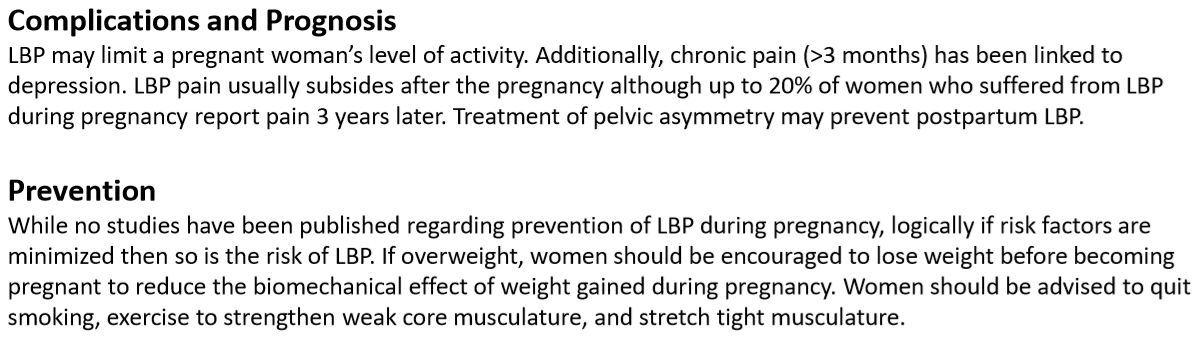 Complications and Prognosis
LBP may limit a pregnant woman’s level of activity. Additionally, chronic pain (>3 months) has been linked to
depression. LBP pain usually subsides after the pregnancy although up to 20% of women who suffered from LBP
during pregnancy report pain 3 years later. Treatment of pelvic asymmetry may prevent postpartum LBP.
Prevention
While no studies have been published regarding prevention of LBP during pregnancy, logically if risk factors are
minimized then so is the risk of LBP. If overweight, women should be encouraged to lose weight before becoming
pregnant to reduce the biomechanical effect of weight gained during pregnancy. Women should be advised to quit
smoking, exercise to strengthen weak core musculature, and stretch tight musculature.